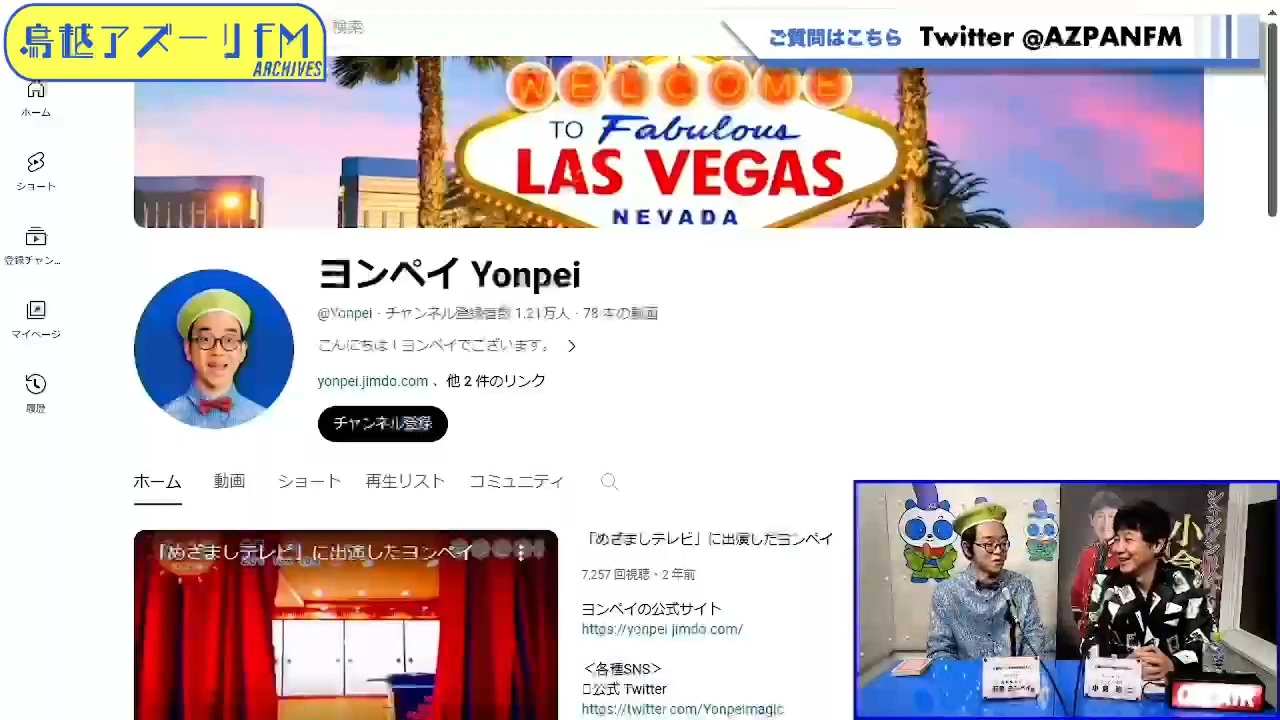 鳥越アズーリFM
ARCHIVES
検索
ご質問はこちら Twitter @AZPANFM
WELCOME
TO Fabulous
LAS VEGAS
NEVADA
ホーム
ショート
登録チャン...
マイページ
履歴
ヨンペイ Yonpei
@Yonpei · チャンネル登録者数 1.21万人 · 78 本の動画
こんにちは！ヨンペイでございます。
yonpei.jimdo.com 、他 2 件のリンク
チャンネル登録
ホーム 動画 ショート 再生リスト コミュニティ
「めざましテレビ」に出演したヨンペイ
「めざましテレビ」に出演したヨンペイ
7,257 回視聴・2 年前
ヨンペイの公式サイト
https://yonpei.jimdo.com/
＜各種SNS＞
公式 Twitter
https://twitter.com/Yonpeimagic
小倉